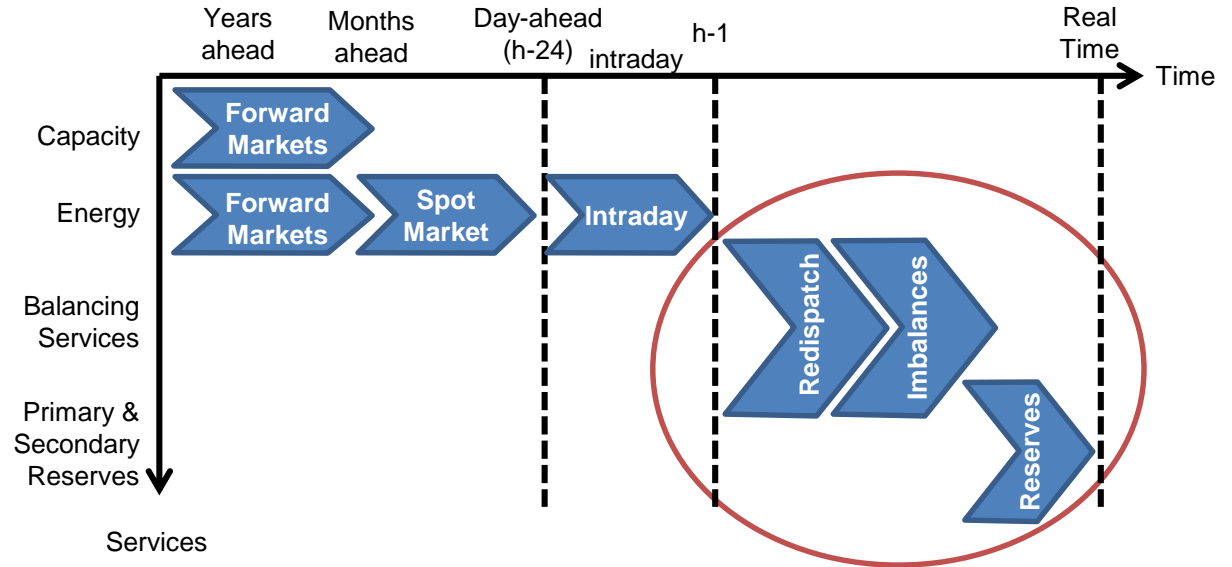 Years
ahead
Months
ahead
Day-ahead
(h-24)
intraday
h-1
Real
Time
Time
Capacity
Forward
Markets
Energy
Forward
Markets
Spot
Market
Intraday
Balancing
Services
Redispatch
Imbalances
Primary &
Secondary
Reserves
Reserves
Services